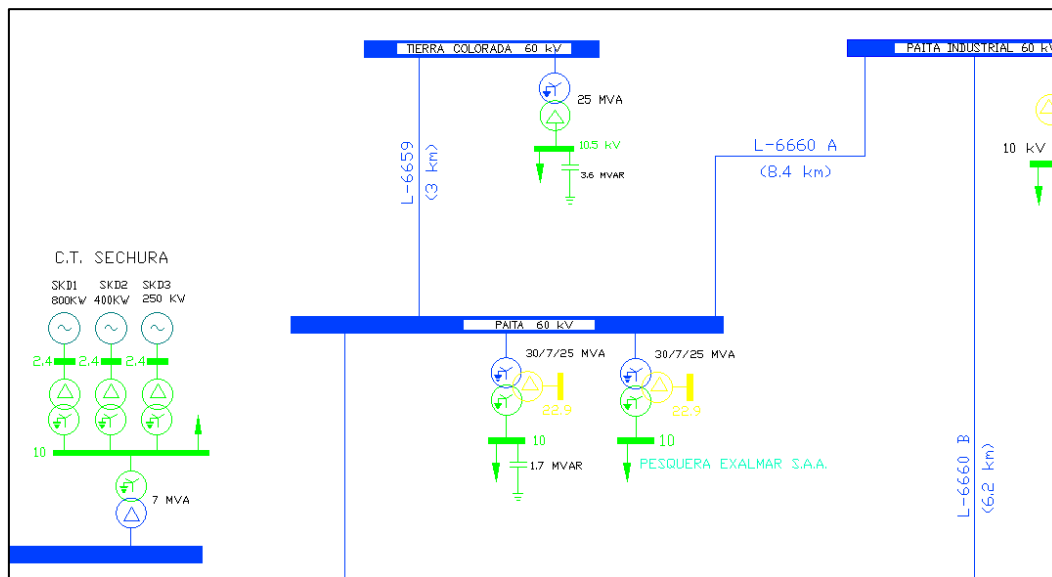 TIERRA COLORADA 60 kV
PAITA INDUSTRIAL 60 kV
25 MVA
10.5 kV
3.6 MVAR
L-6659
(3 km)
L-6660 A
(8.4 km)
10 kV
C.T. SECHURA
SKD1 SKD2 SKD3
800KW 400KW 250 KV
2.4 2.4 2.4
10
7 MVA
PAITA 60 kV
30/7/25 MVA
30/7/25 MVA
22.9
22.9
10
10
1.7 MVAR
PESQUERA EXALMAR S.A.A.
L-6660 B
(6.2 km)